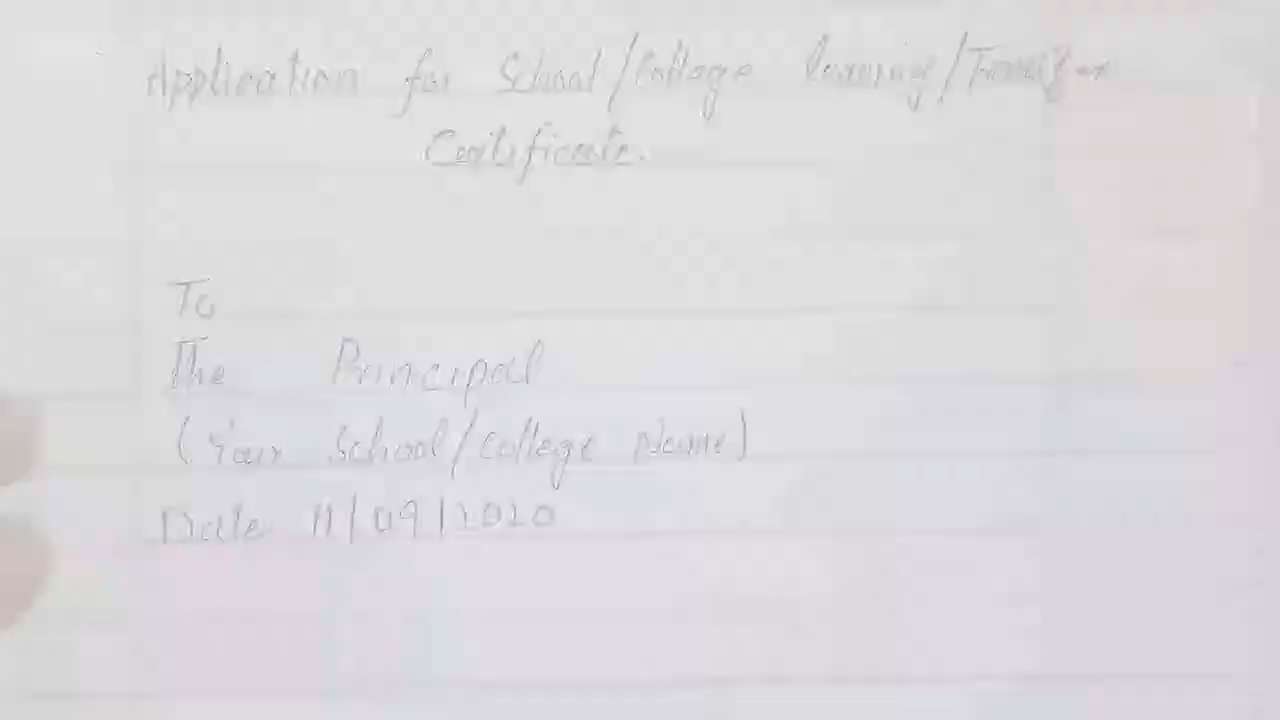 Application for School/College leaving/Transfer
Certificate.
To
The Principal
(Your School/College Name)
Date 11/09/2020